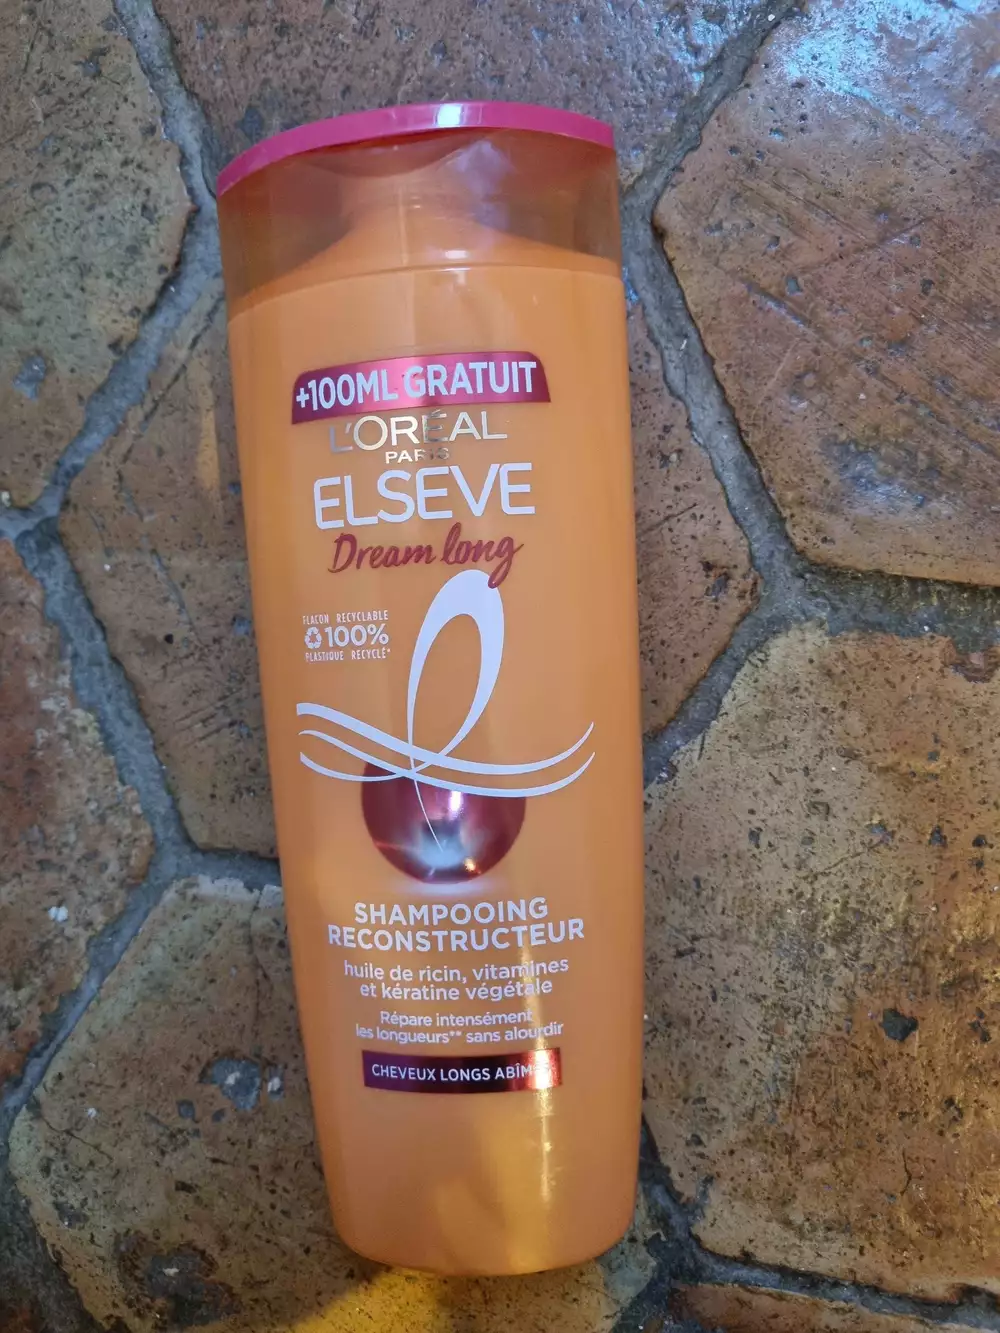 +100ML GRATUIT
L'ORÉAL
PARIS
ELSEVE
Dream long
FLACON RECYCLABLE
100%
PLASTIQUE RECYCLÉ*
SHAMPOOING
RECONSTRUCTEUR
huile de ricin, vitamines
et kératine végétale
Répare intensément
les longueurs** sans alourdir
CHEVEUX LONGS